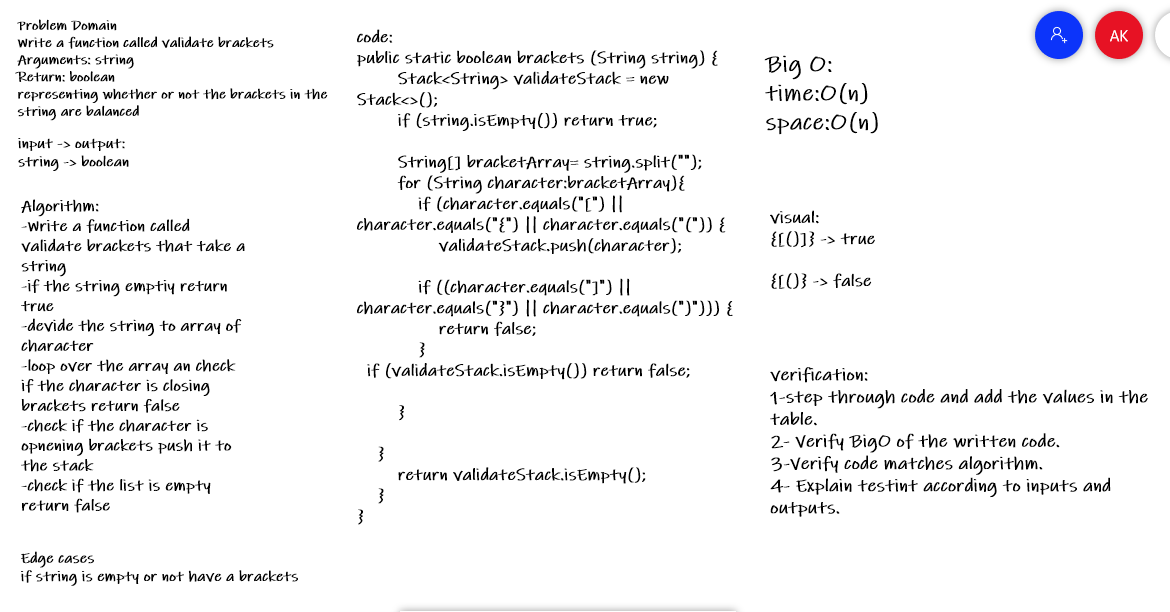 Problem Domain
Write a function called validate brackets
Arguments: string
Return: boolean
representing whether or not the brackets in the
string are balanced
input -> output:
string -> boolean
Algorithm:
-Write a function called
validate brackets that take a
string
-if the string emptiy return
true
-devide the string to array of
character
-loop over the array an check
if the character is closing
brackets return false
-check if the character is
opnening brackets push it to
the stack
-check if the list is empty
return false
Edge cases
if string is empty or not have a brackets
code:
public static boolean brackets (String string) {
Stack<String> validateStack = new
Stack<>();
if (string.isEmpty()) return true;
String[] bracketArray= string.split("");
for (String character:bracketArray){
if (character.equals("[") ||
character.equals("{") || character.equals("(")) {
validateStack.push(character);
if ((character.equals("]") ||
character.equals("}") || character.equals(")"))) {
return false;
}
if (validateStack.isEmpty()) return false;
}
}
return validateStack.isEmpty();
}
}
Big O:
time:O(n)
space:O(n)
visual:
{[()]} -> true
{[()} -> false
verification:
1-step through code and add the values in the
table.
2- Verify BigO of the written code.
3-Verify code matches algorithm.
4- Explain testint according to inputs and
outputs.
AK